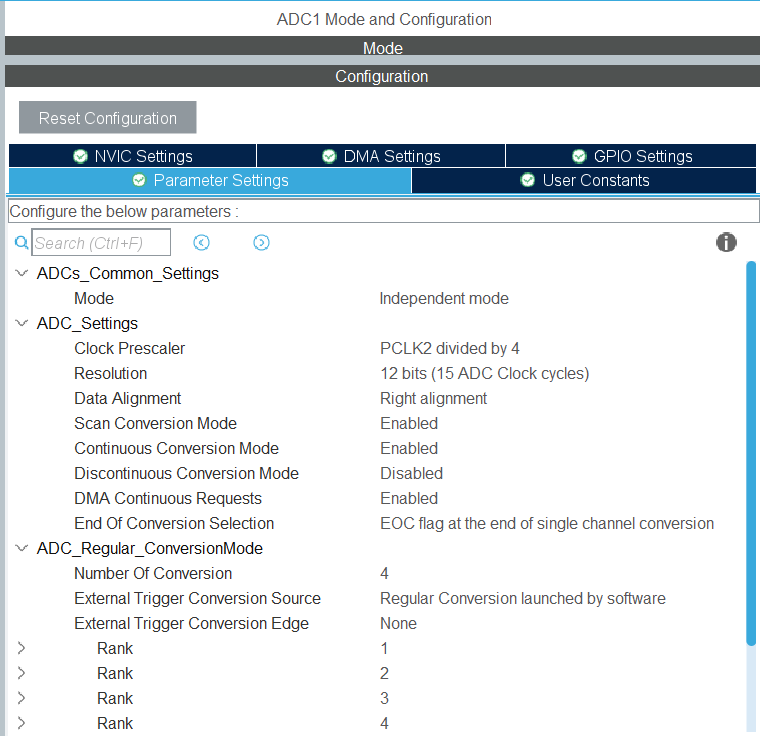 ADC1 Mode and Configuration
Mode
Configuration
Reset Configuration
NVIC Settings DMA Settings GPIO Settings
Parameter Settings User Constants
Configure the below parameters :
Search (Ctrl+F)
ADCs_Common_Settings
Mode Independent mode
ADC_Settings
Clock Prescaler PCLK2 divided by 4
Resolution 12 bits (15 ADC Clock cycles)
Data Alignment Right alignment
Scan Conversion Mode Enabled
Continuous Conversion Mode Enabled
Discontinuous Conversion Mode Disabled
DMA Continuous Requests Enabled
End Of Conversion Selection EOC flag at the end of single channel conversion
ADC_Regular_ConversionMode
Number Of Conversion 4
External Trigger Conversion Source Regular Conversion launched by software
External Trigger Conversion Edge None
Rank 1
Rank 2
Rank 3
Rank 4